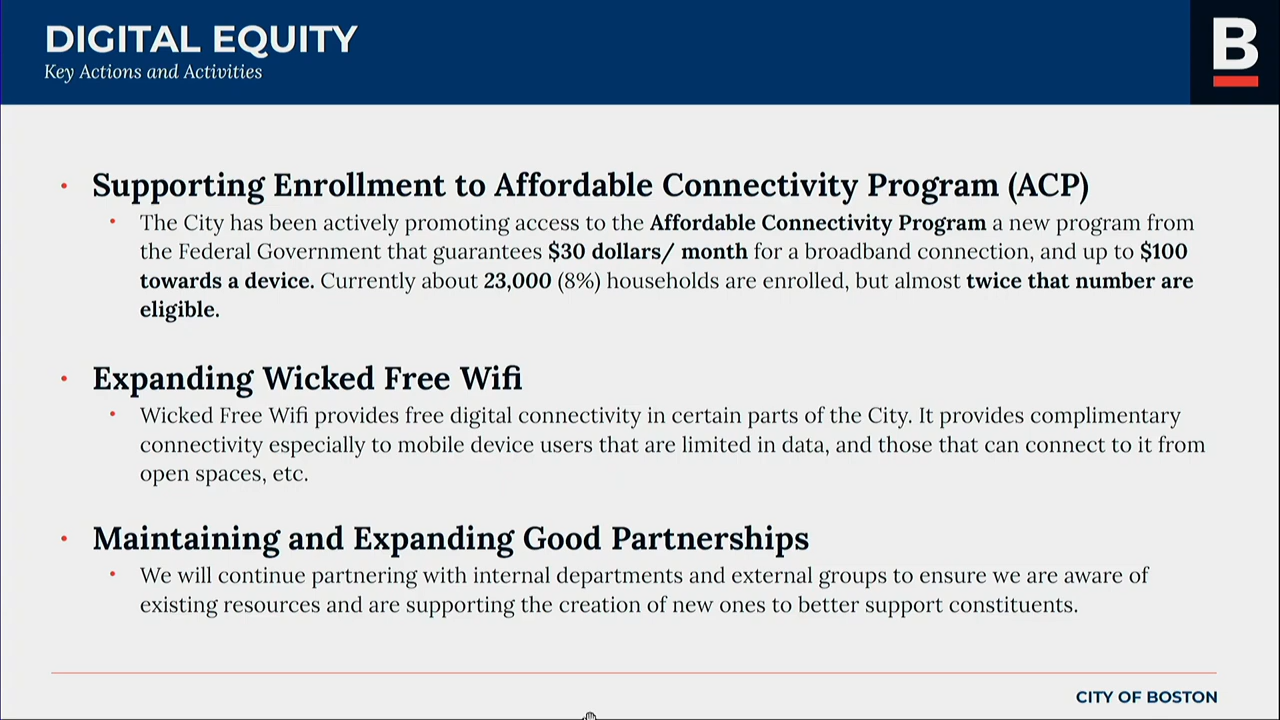 DIGITAL EQUITY
Key Actions and Activities
B
• Supporting Enrollment to Affordable Connectivity Program (ACP)
• The City has been actively promoting access to the Affordable Connectivity Program a new program from
the Federal Government that guarantees $30 dollars/ month for a broadband connection, and up to $100
towards a device. Currently about 23,000 (8%) households are enrolled, but almost twice that number are
eligible.
• Expanding Wicked Free Wifi
• Wicked Free Wifi provides free digital connectivity in certain parts of the City. It provides complimentary
connectivity especially to mobile device users that are limited in data, and those that can connect to it from
open spaces, etc.
• Maintaining and Expanding Good Partnerships
• We will continue partnering with internal departments and external groups to ensure we are aware of
existing resources and are supporting the creation of new ones to better support constituents.
CITY OF BOSTON